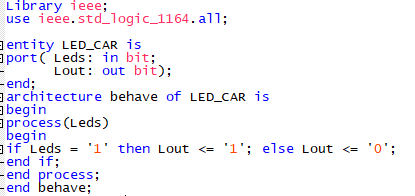 Library ieee;
use ieee.std_logic_1164.all;
entity LED_CAR is
port( Leds: in bit;
Lout: out bit);
end;
architecture behave of LED_CAR is
begin
process(Leds)
begin
if Leds = '1' then Lout <= '1'; else Lout <= '0';
end if;
end process;
end behave;